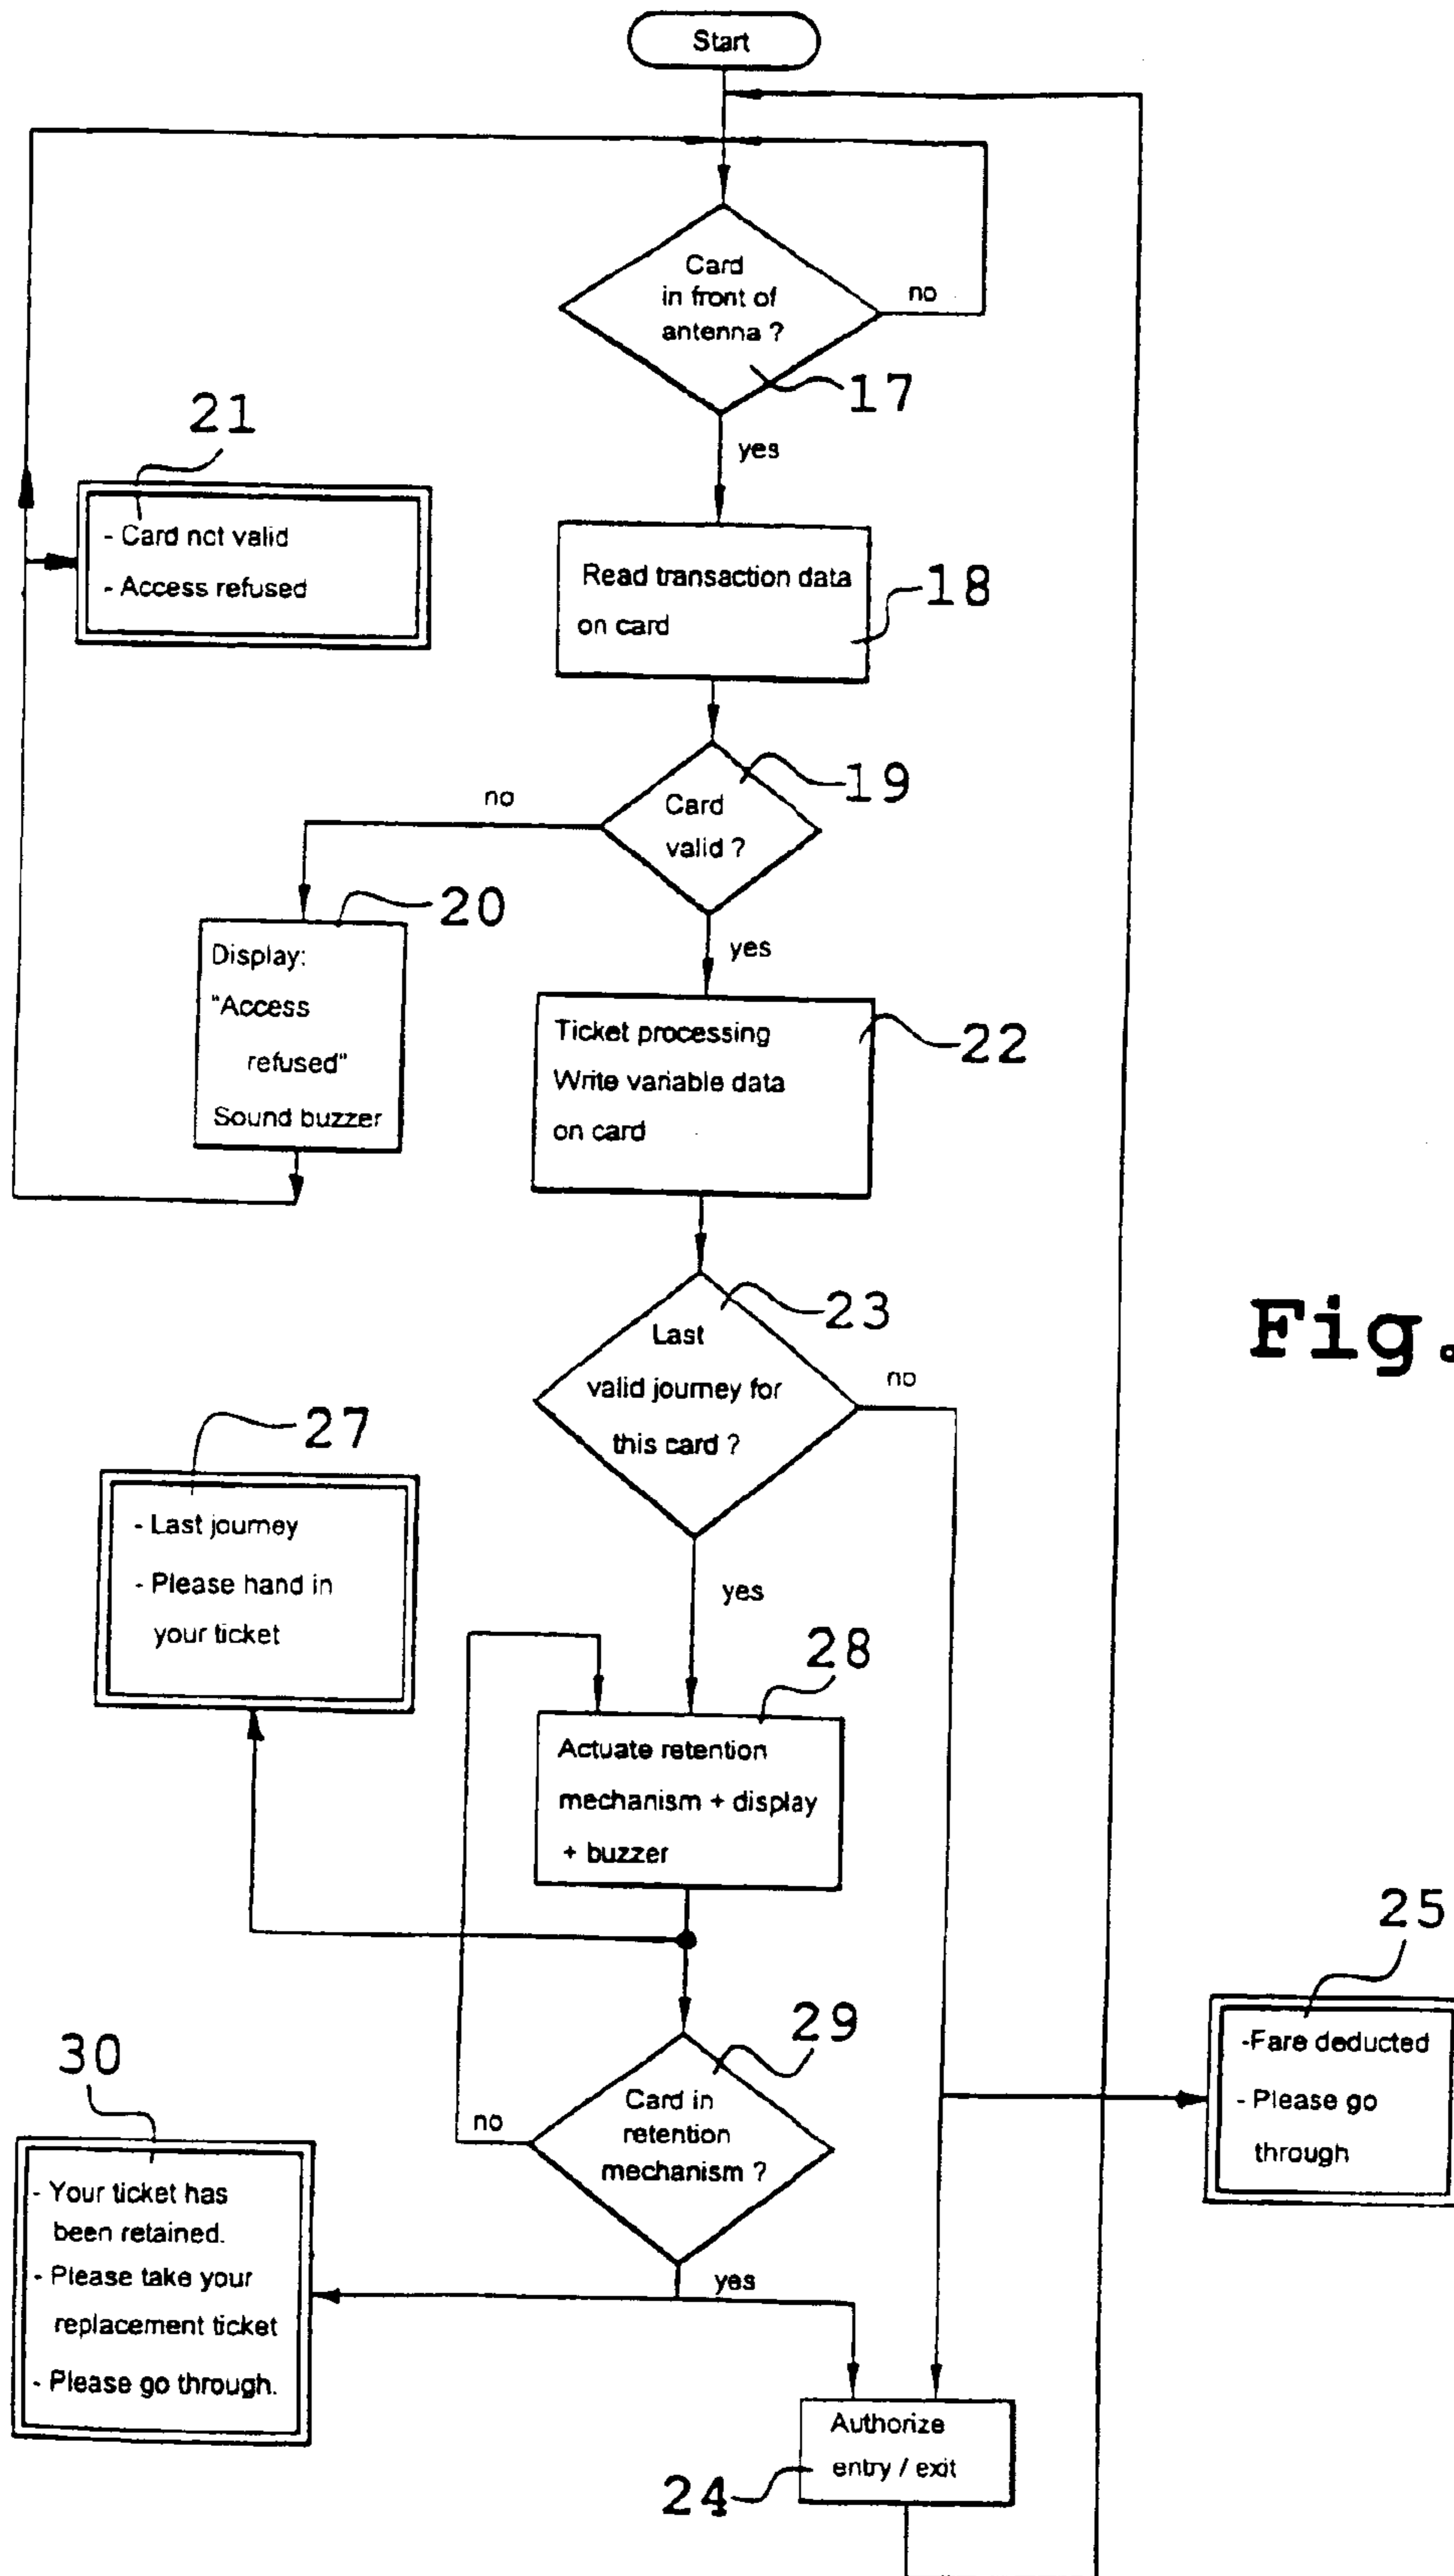 Start
Card
in front of
antenna ?
no
17
yes
21
- Card not valid
- Access refused
Read transaction data
on card
18
19
no
Card
valid ?
20
yes
Display:
"Access
refused"
Sound buzzer
Ticket processing
Write variable data
on card
22
23
Last
valid journey for
this card ?
no
Fig.
27
- Last journey
- Please hand in
your ticket
yes
28
Actuate retention
mechanism + display
+ buzzer
25
-Fare deducted
- Please go
through
29
Card in
retention
mechanism ?
no
30
- Your ticket has
been retained.
- Please take your
replacement ticket
- Please go through.
yes
Authorize
entry / exit
24